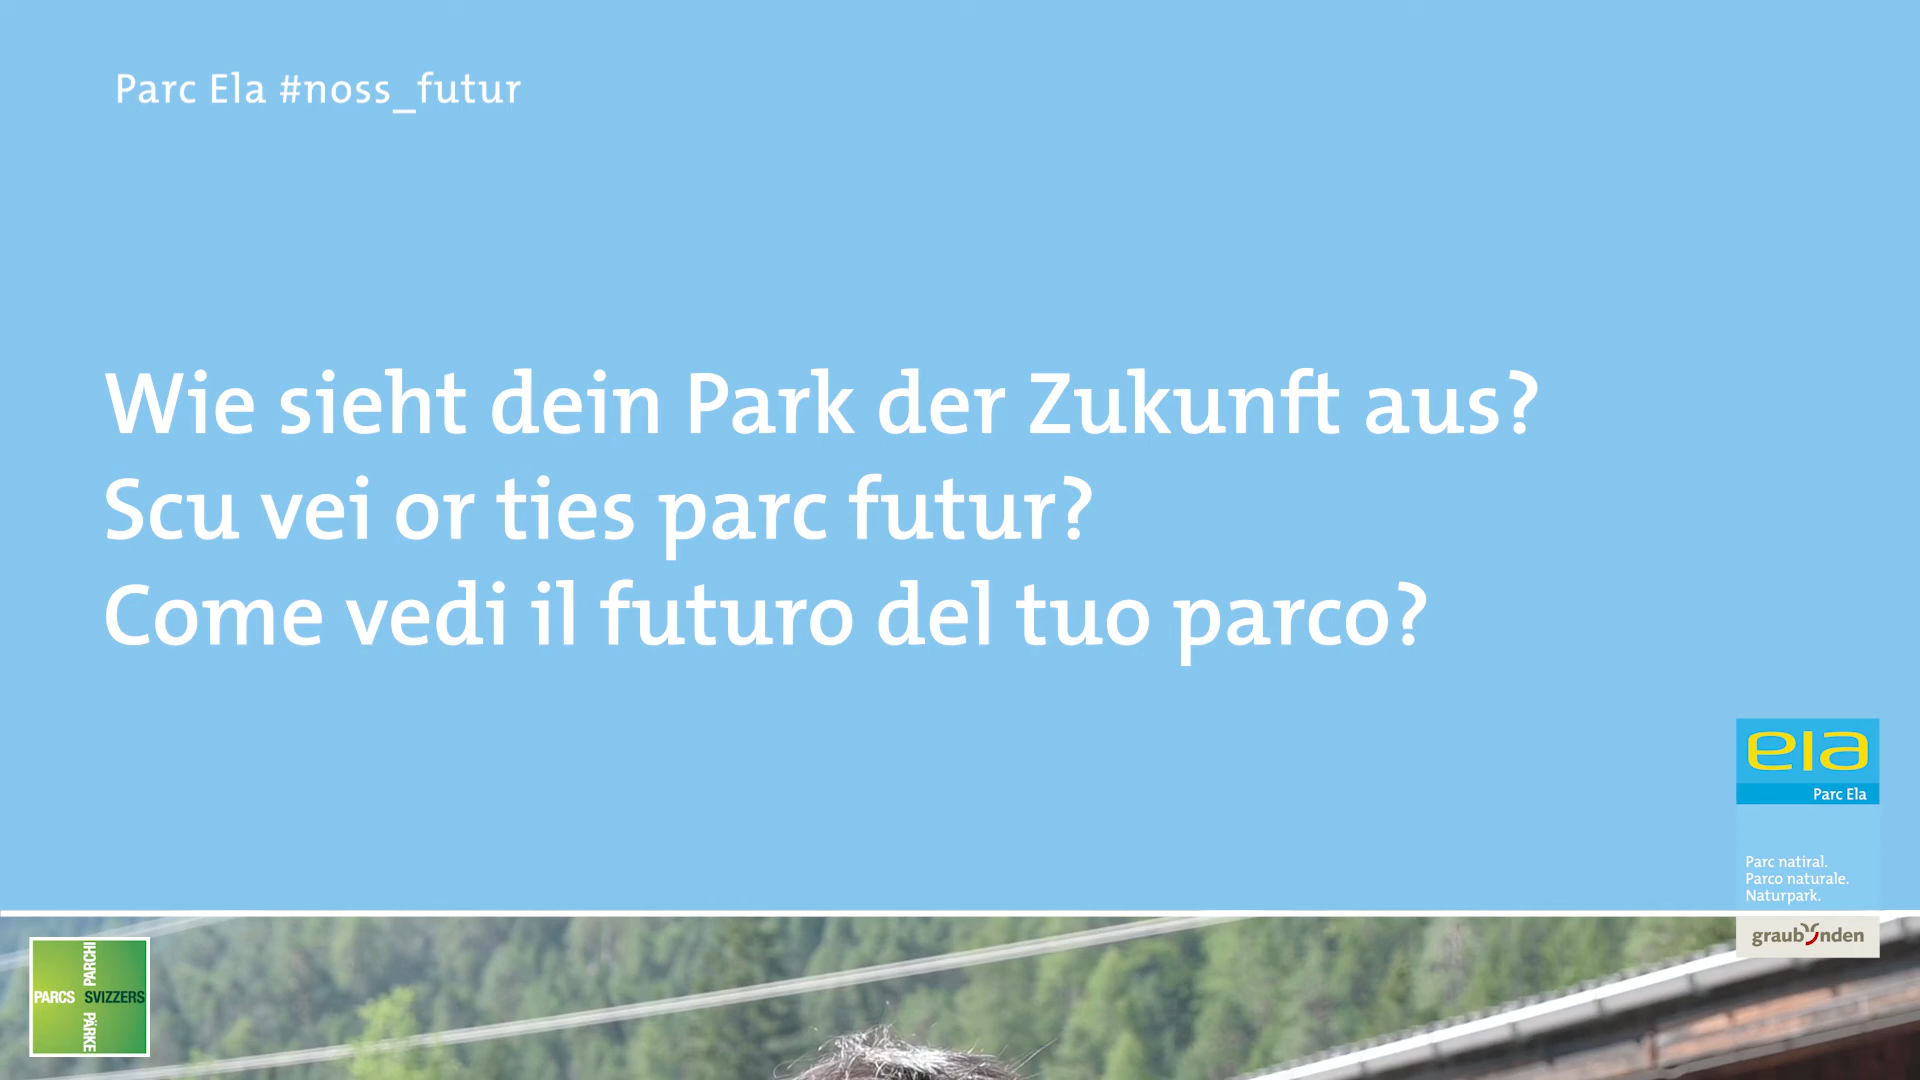 Parc Ela #noss_futur
Wie sieht dein Park der Zukunft aus?
Scu vei or ties parc futur?
Come vedi il futuro del tuo parco?
ela
Parc Ela
Parc natiral.
Parco naturale.
Naturpark.
graubünden
PARCHI
PARCS SVIZZERS
PÄRKE